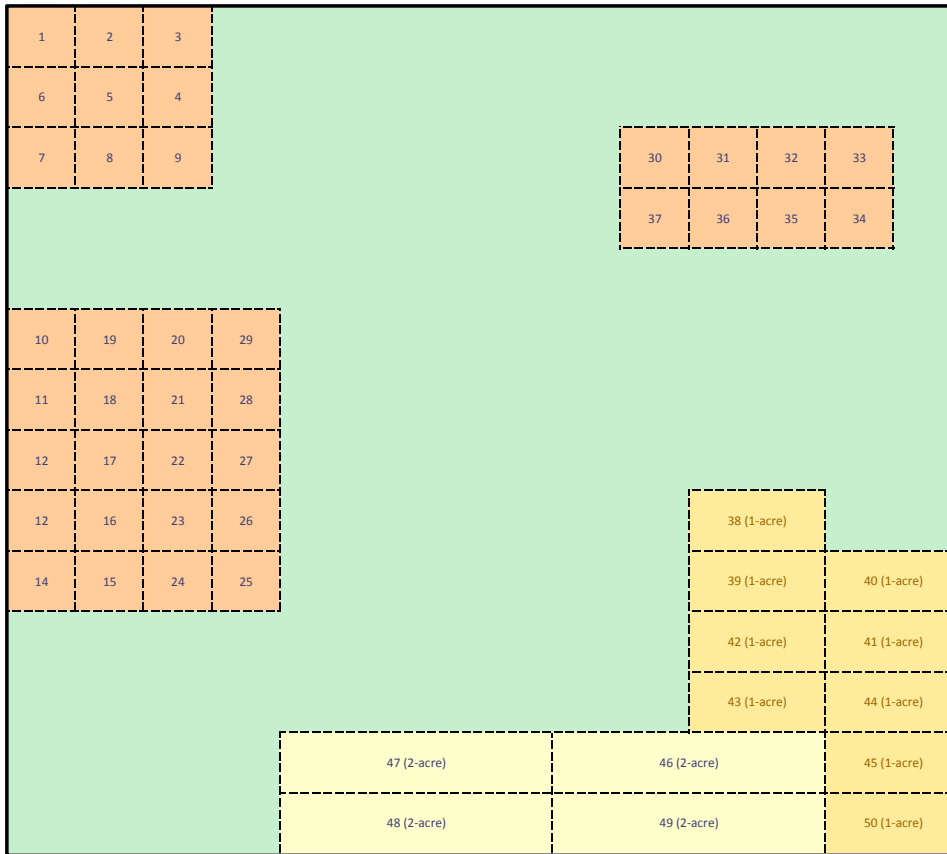 1 2 3
6 5 4
7 8 9
30 31 32 33
37 36 35 34
10 19 20 29
11 18 21 28
12 17 22 27
12 16 23 26
14 15 24 25
38 (1-acre)
39 (1-acre) 40 (1-acre)
42 (1-acre) 41 (1-acre)
43 (1-acre) 44 (1-acre)
47 (2-acre) 46 (2-acre) 45 (1-acre)
48 (2-acre) 49 (2-acre) 50 (1-acre)